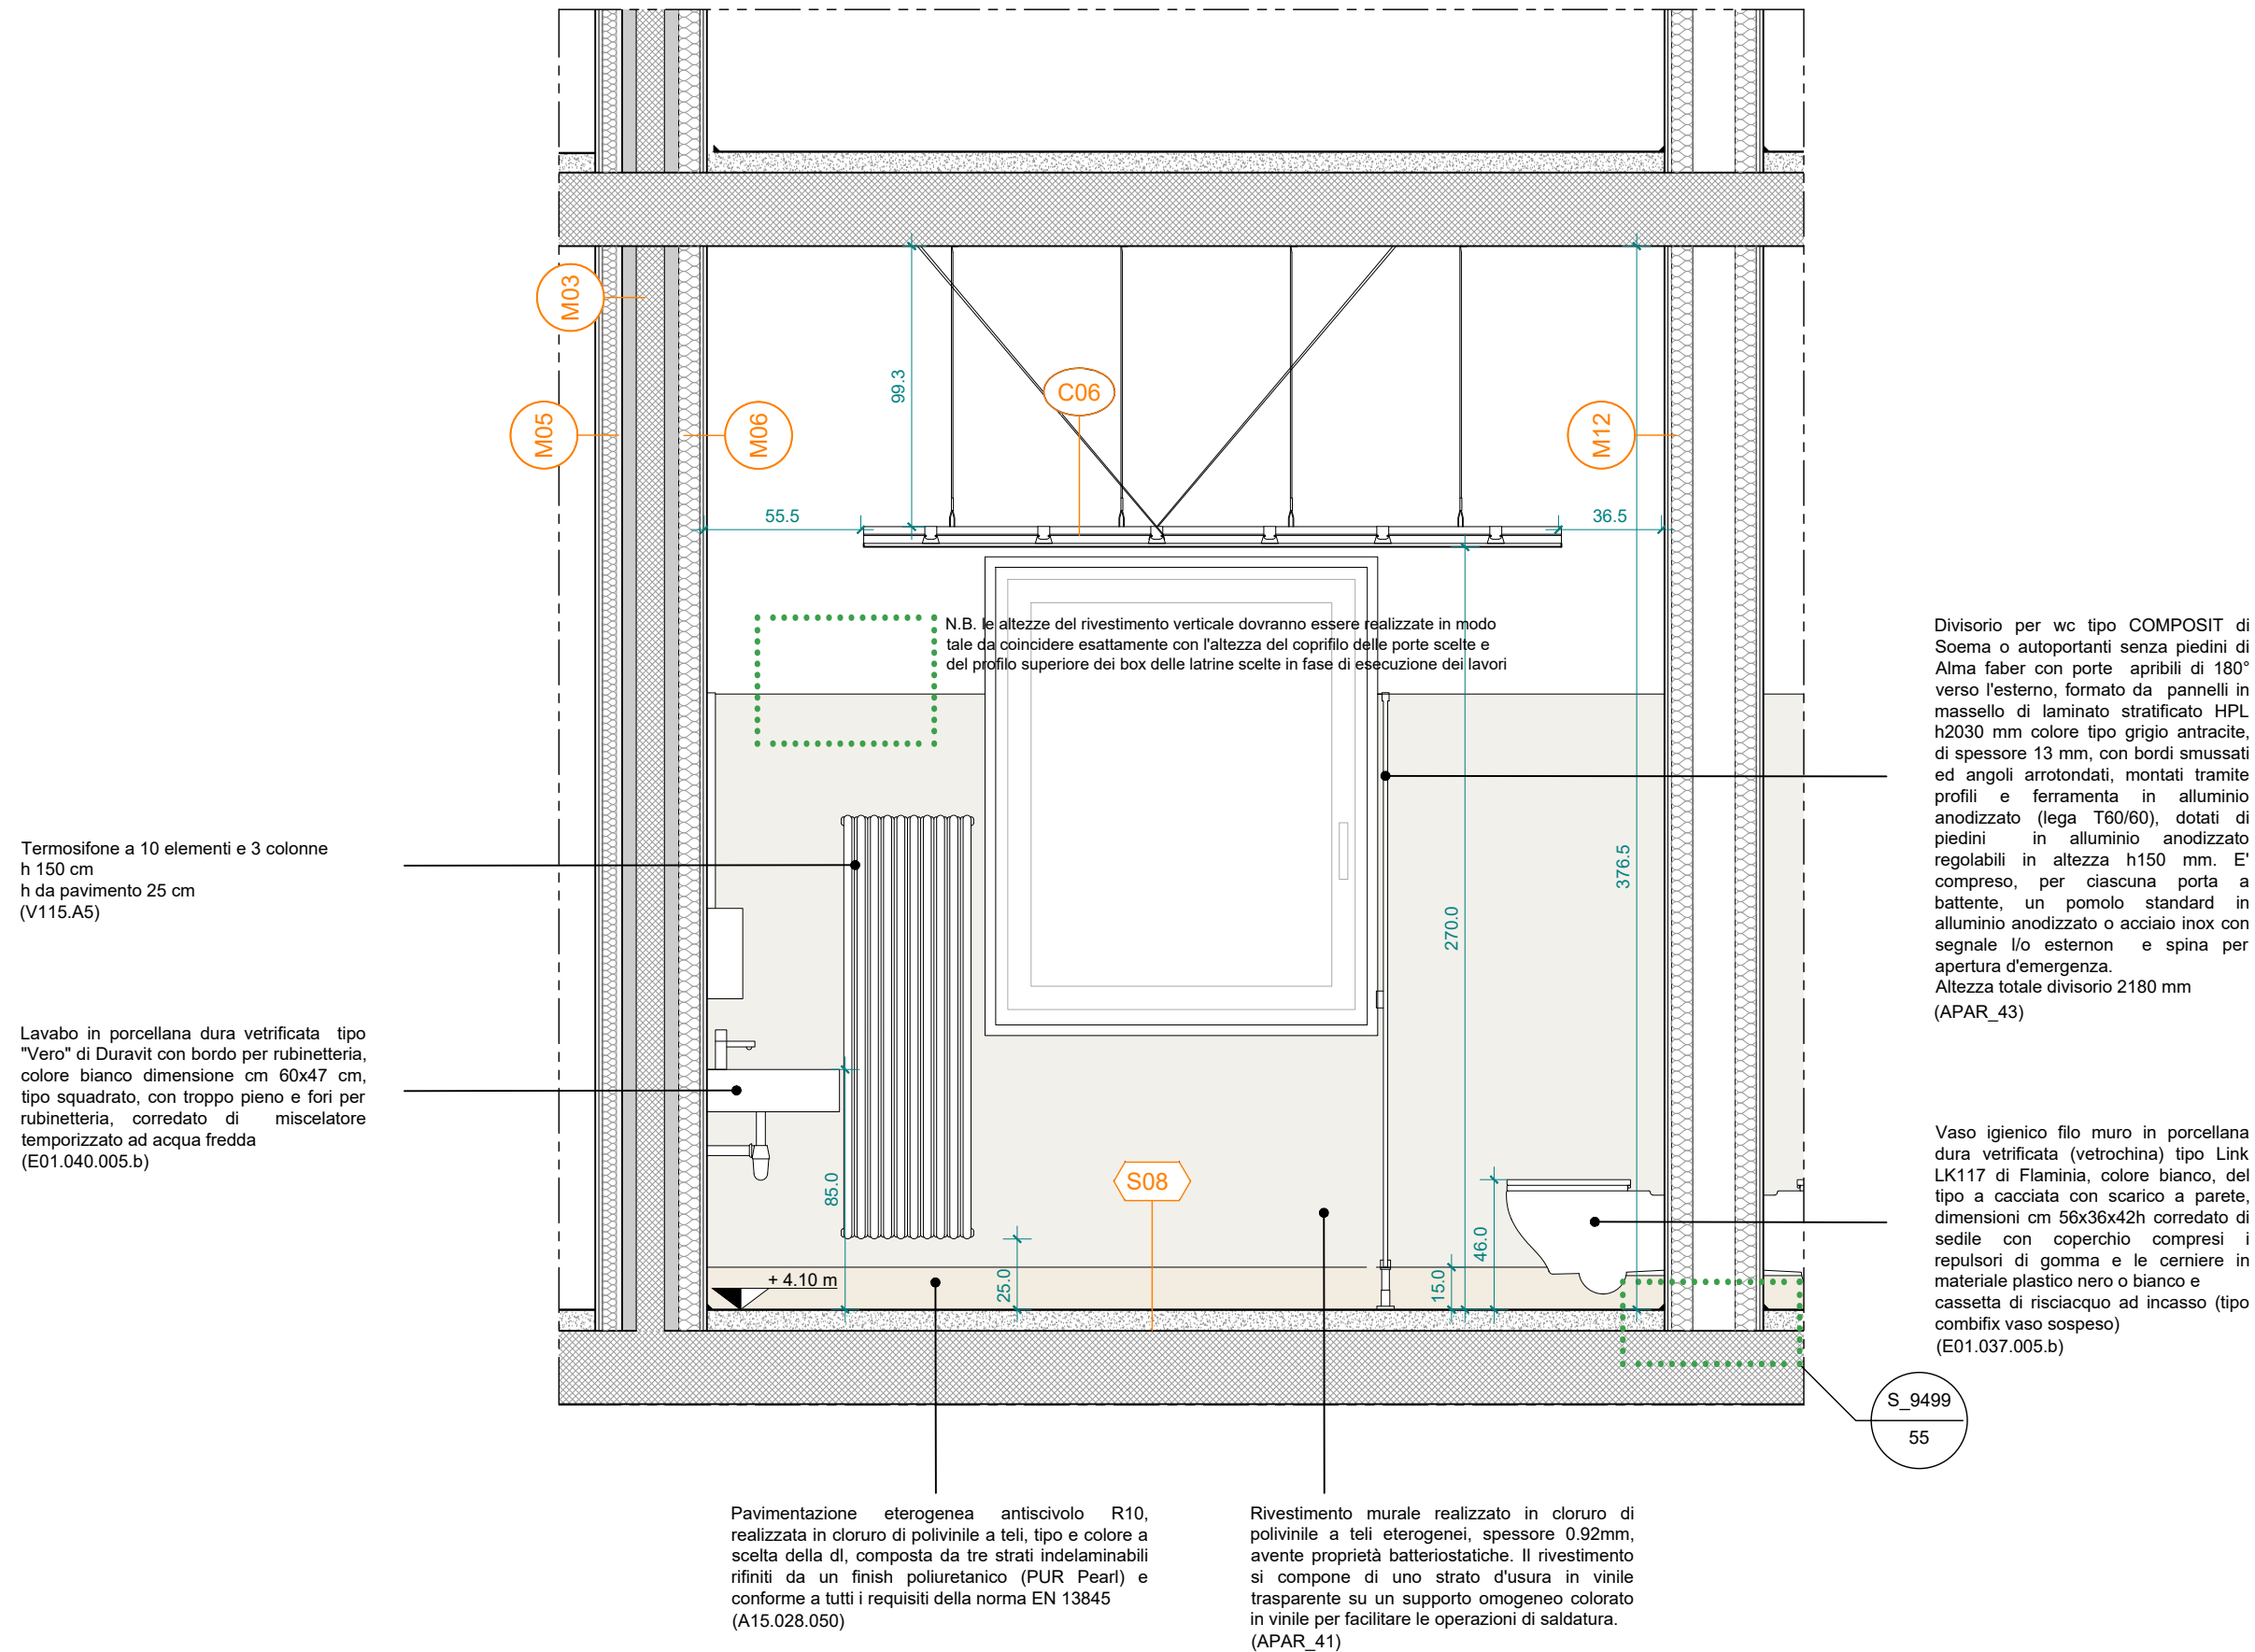 M03
M05
M06
C06
M12
99.3
55.5
36.5
N.B. le altezze del rivestimento verticale dovranno essere realizzate in modo
tale da coincidere esattamente con l'altezza del coprifilo delle porte scelte e
del profilo superiore dei box delle latrine scelte in fase di esecuzione dei lavori
376.5
270.0
85.0
25.0
15.0
46.0
S08
+ 4.10 m
Termosifone a 10 elementi e 3 colonne
h 150 cm
h da pavimento 25 cm
(V115.A5)
Lavabo in porcellana dura vetrificata tipo
"Vero" di Duravit con bordo per rubinetteria,
colore bianco dimensione cm 60x47 cm,
tipo squadrato, con troppo pieno e fori per
rubinetteria, corredato di miscelatore
temporizzato ad acqua fredda
(E01.040.005.b)
Divisorio per wc tipo COMPOSIT di
Soema o autoportanti senza piedini di
Alma faber con porte apribili di 180°
verso l'esterno, formato da pannelli in
massello di laminato stratificato HPL
h2030 mm colore tipo grigio antracite,
di spessore 13 mm, con bordi smussati
ed angoli arrotondati, montati tramite
profili e ferramenta in alluminio
anodizzato (lega T60/60), dotati di
piedini in alluminio anodizzato
regolabili in altezza h150 mm. E'
compreso, per ciascuna porta a
battente, un pomolo standard in
alluminio anodizzato o acciaio inox con
segnale l/o esternon e spina per
apertura d'emergenza.
Altezza totale divisorio 2180 mm
(APAR_43)
Vaso igienico filo muro in porcellana
dura vetrificata (vetrochina) tipo Link
LK117 di Flaminia, colore bianco, del
tipo a cacciata con scarico a parete,
dimensioni cm 56x36x42h corredato di
sedile con coperchio compresi i
repulsori di gomma e le cerniere in
materiale plastico nero o bianco e
cassetta di risciacquo ad incasso (tipo
combifix vaso sospeso)
(E01.037.005.b)
S_9499
55
Pavimentazione eterogenea antiscivolo R10,
realizzata in cloruro di polivinile a teli, tipo e colore a
scelta della dl, composta da tre strati indelaminabili
rifiniti da un finish poliuretanico (PUR Pearl) e
conforme a tutti i requisiti della norma EN 13845
(A15.028.050)
Rivestimento murale realizzato in cloruro di
polivinile a teli eterogenei, spessore 0.92mm,
avente proprietà batteriostatiche. Il rivestimento
si compone di uno strato d'usura in vinile
trasparente su un supporto omogeneo colorato
in vinile per facilitare le operazioni di saldatura.
(APAR_41)